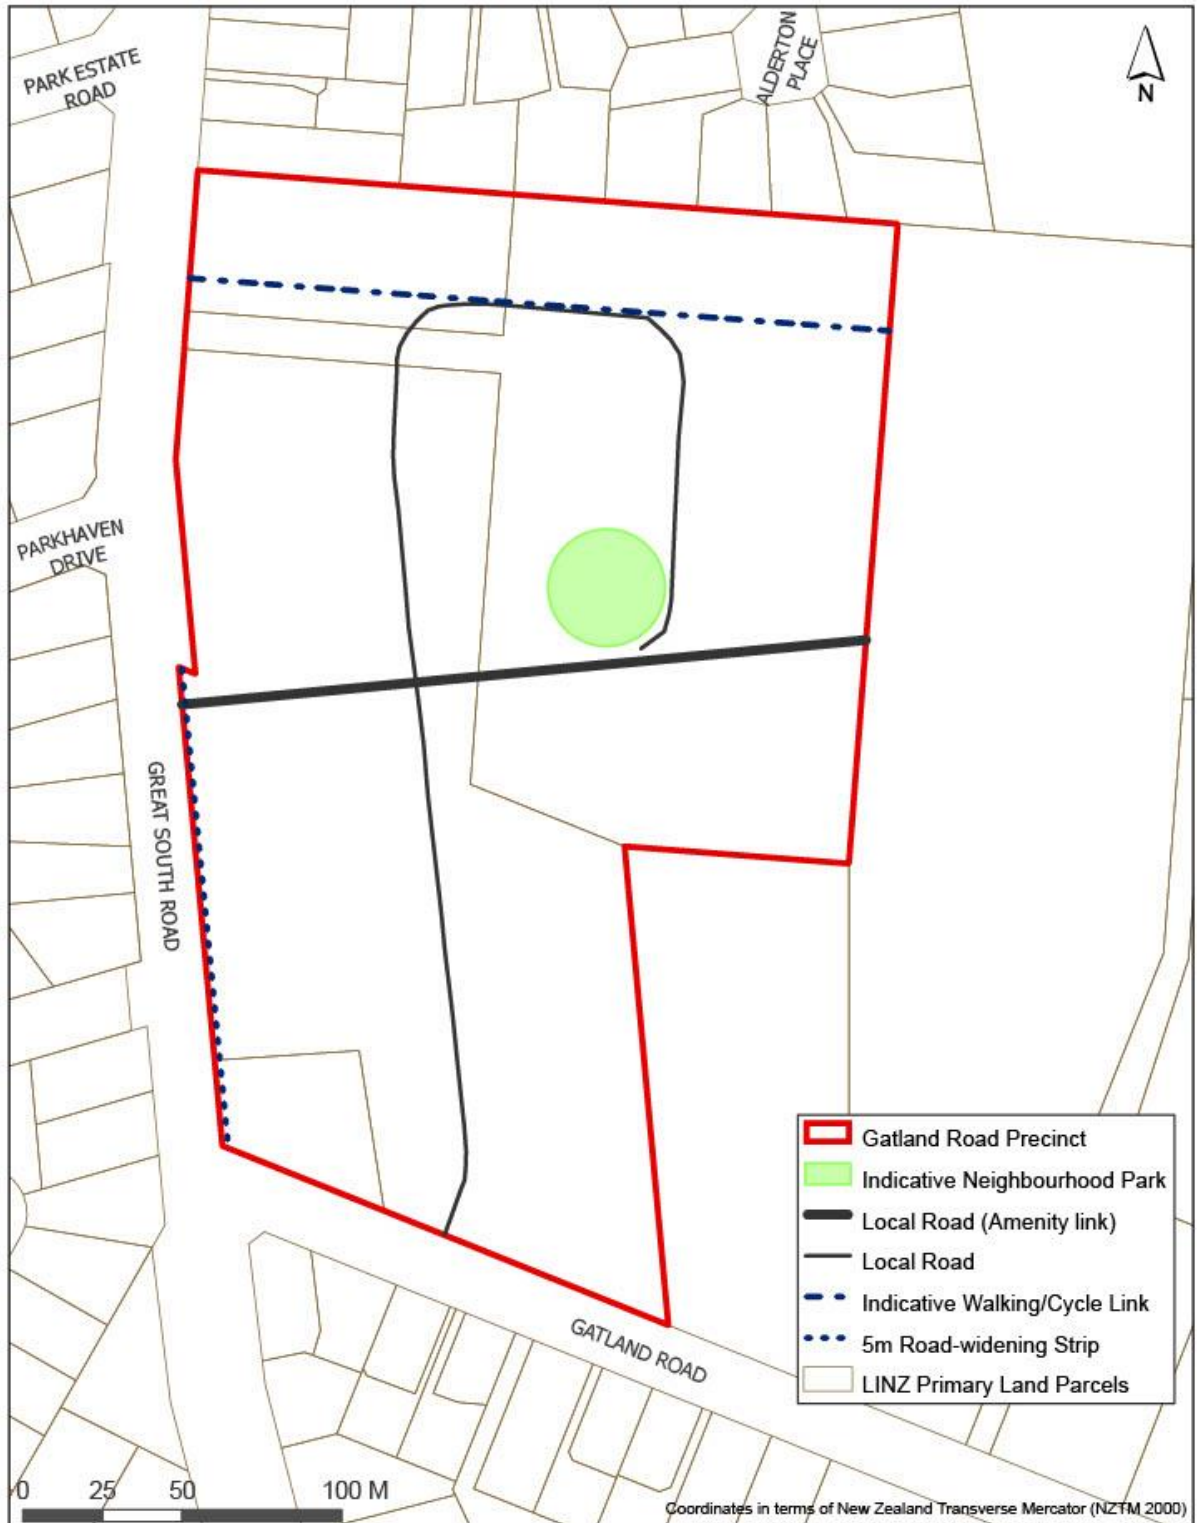 PARK ESTATE
ROAD
ALDERTON
PLACE
N
PARKHAVEN
DRIVE
GREAT SOUTH ROAD
GATLAND ROAD
Gatland Road Precinct
Indicative Neighbourhood Park
Local Road (Amenity link)
Local Road
Indicative Walking/Cycle Link
5m Road-widening Strip
LINZ Primary Land Parcels
0 25 50 100 M
Coordinates in terms of New Zealand Transverse Mercator (NZTM 2000)